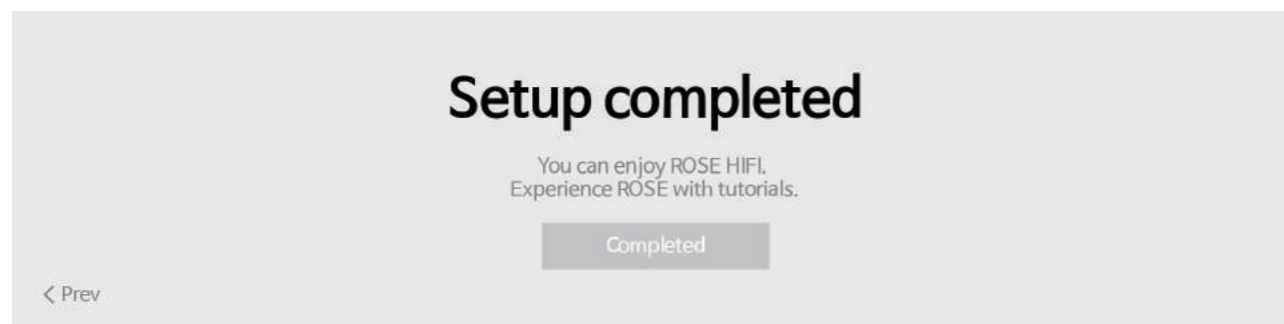 Setup completed
You can enjoy ROSE HIFI.
Experience ROSE with tutorials.
Completed
< Prev